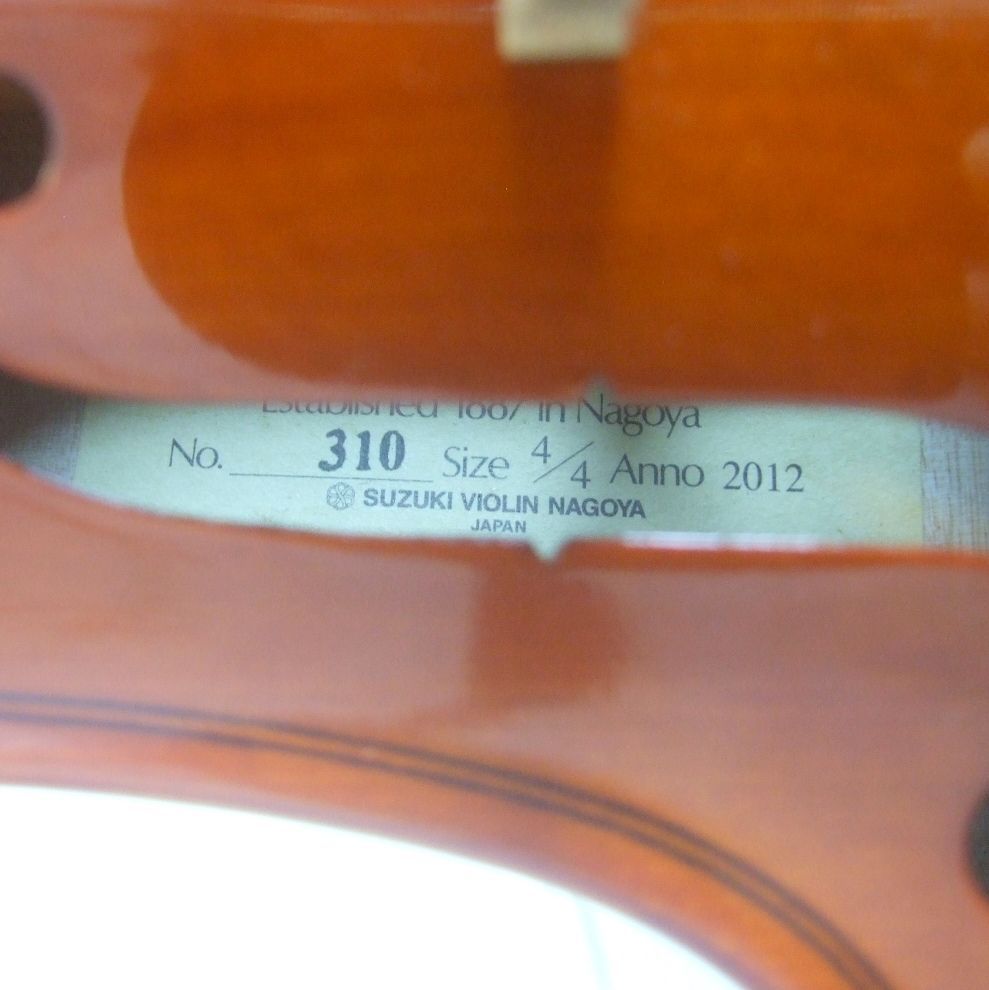 Established 1887 in Nagoya
No. 310 Size 4/4 Anno 2012
SUZUKI VIOLIN NAGOYA
JAPAN